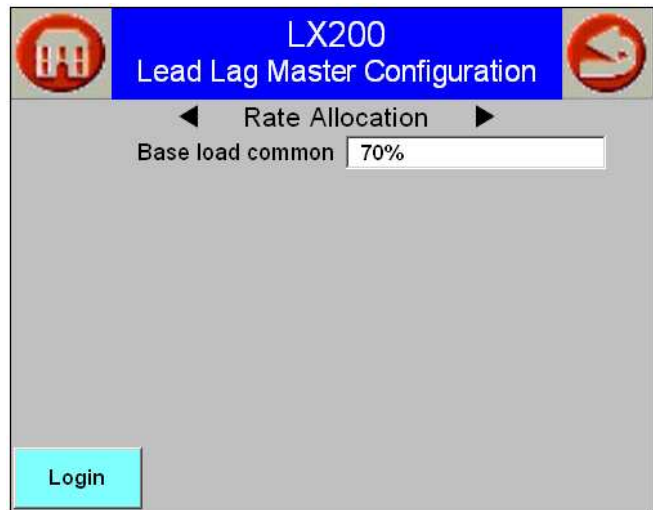 LX200
Lead Lag Master Configuration
◀ Rate Allocation ▶
Base load common 70%
Login